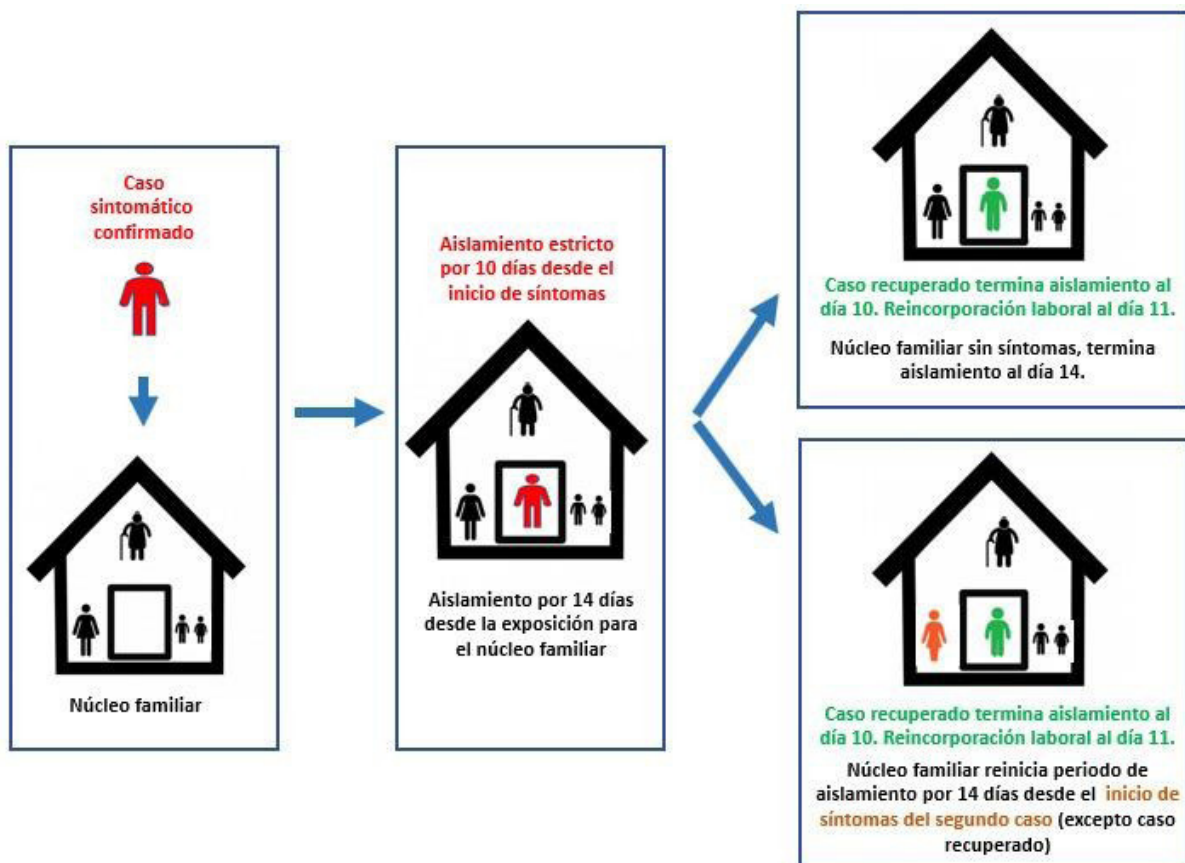 Caso
sintomático
confirmado
Núcleo familiar
Aislamiento estricto
por 10 días desde el
inicio de síntomas
Aislamiento por 14 días
desde la exposición para
el núcleo familiar
Caso recuperado termina aislamiento al
día 10. Reincorporación laboral al día 11.
Núcleo familiar sin síntomas, termina
aislamiento al día 14.
Caso recuperado termina aislamiento al
día 10. Reincorporación laboral al día 11.
Núcleo familiar reinicia periodo de
aislamiento por 14 días desde el inicio de
síntomas del segundo caso (excepto caso
recuperado)